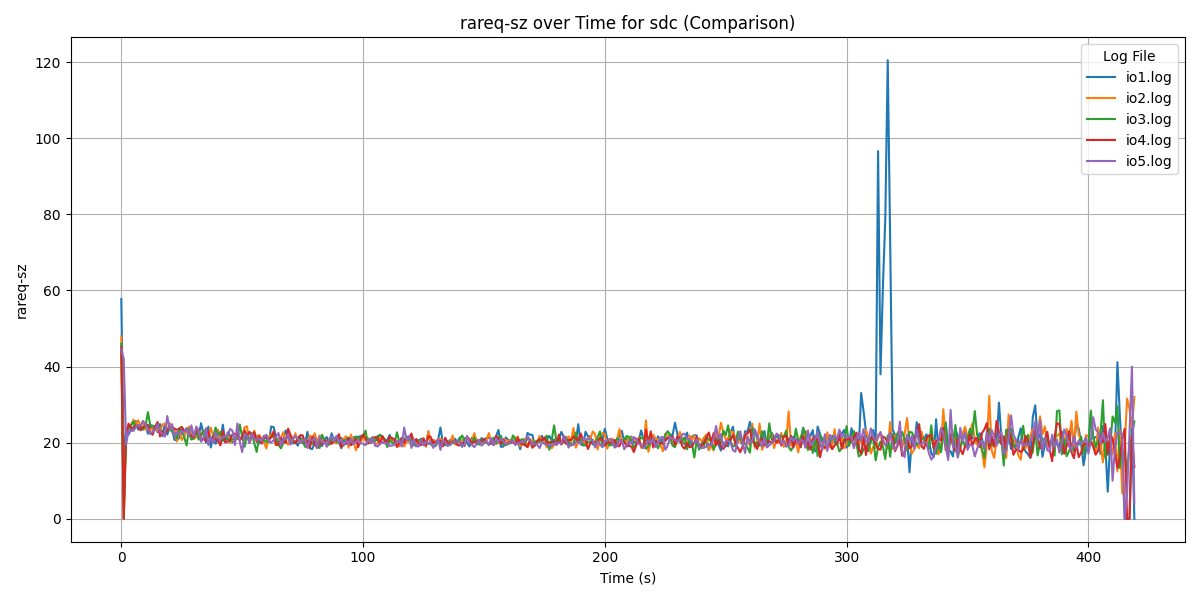 rareq-sz over Time for sdc (Comparison)
Log File
io1.log
io2.log
io3.log
io4.log
io5.log
rareq-sz
120
100
80
60
40
20
0
0 100 200 300 400
Time (s)